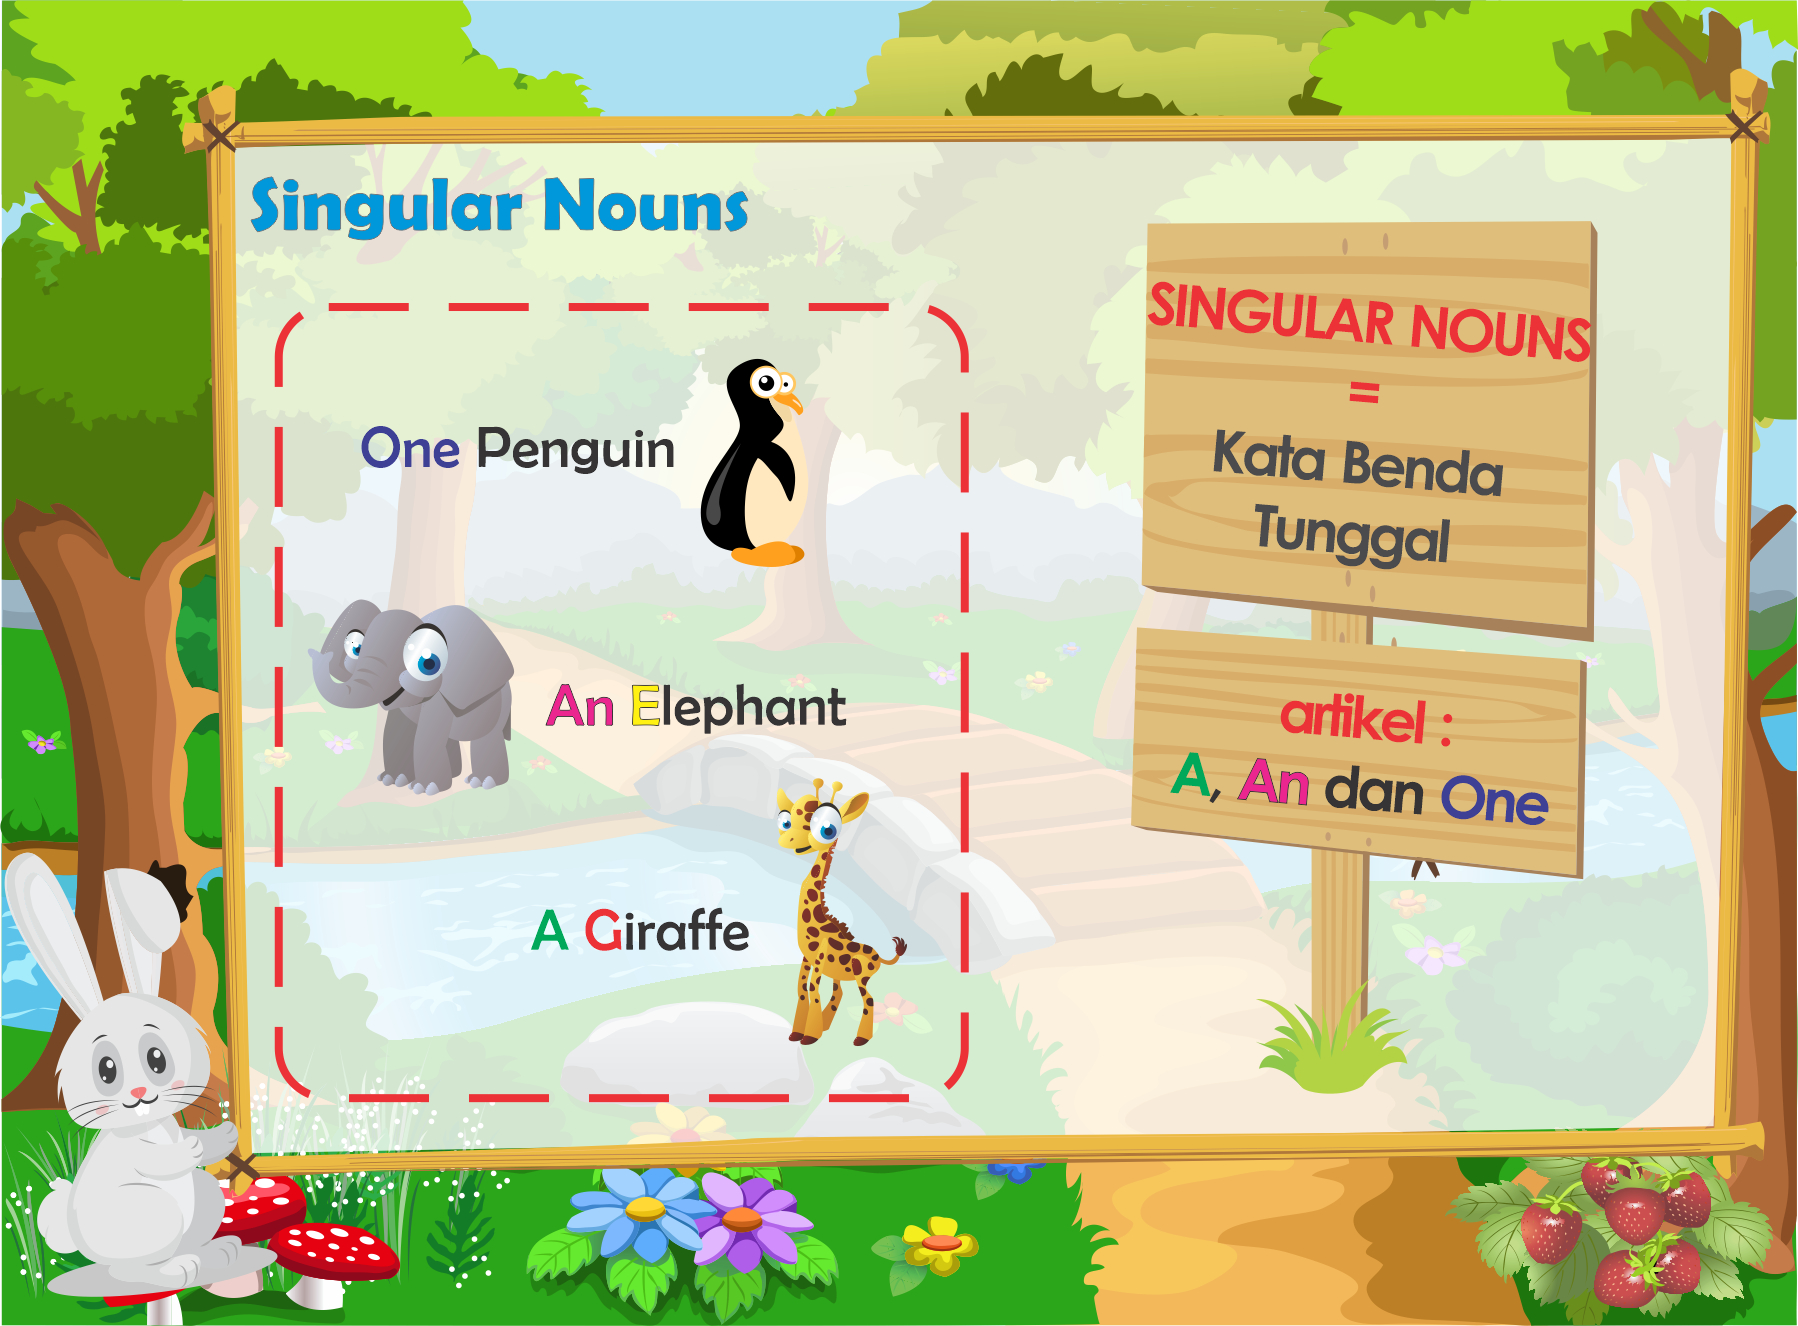 Singular Nouns
One Penguin
An Elephant
A Giraffe
SINGULAR NOUNS
=
Kata Benda
Tunggal
artikel :
A, An dan One